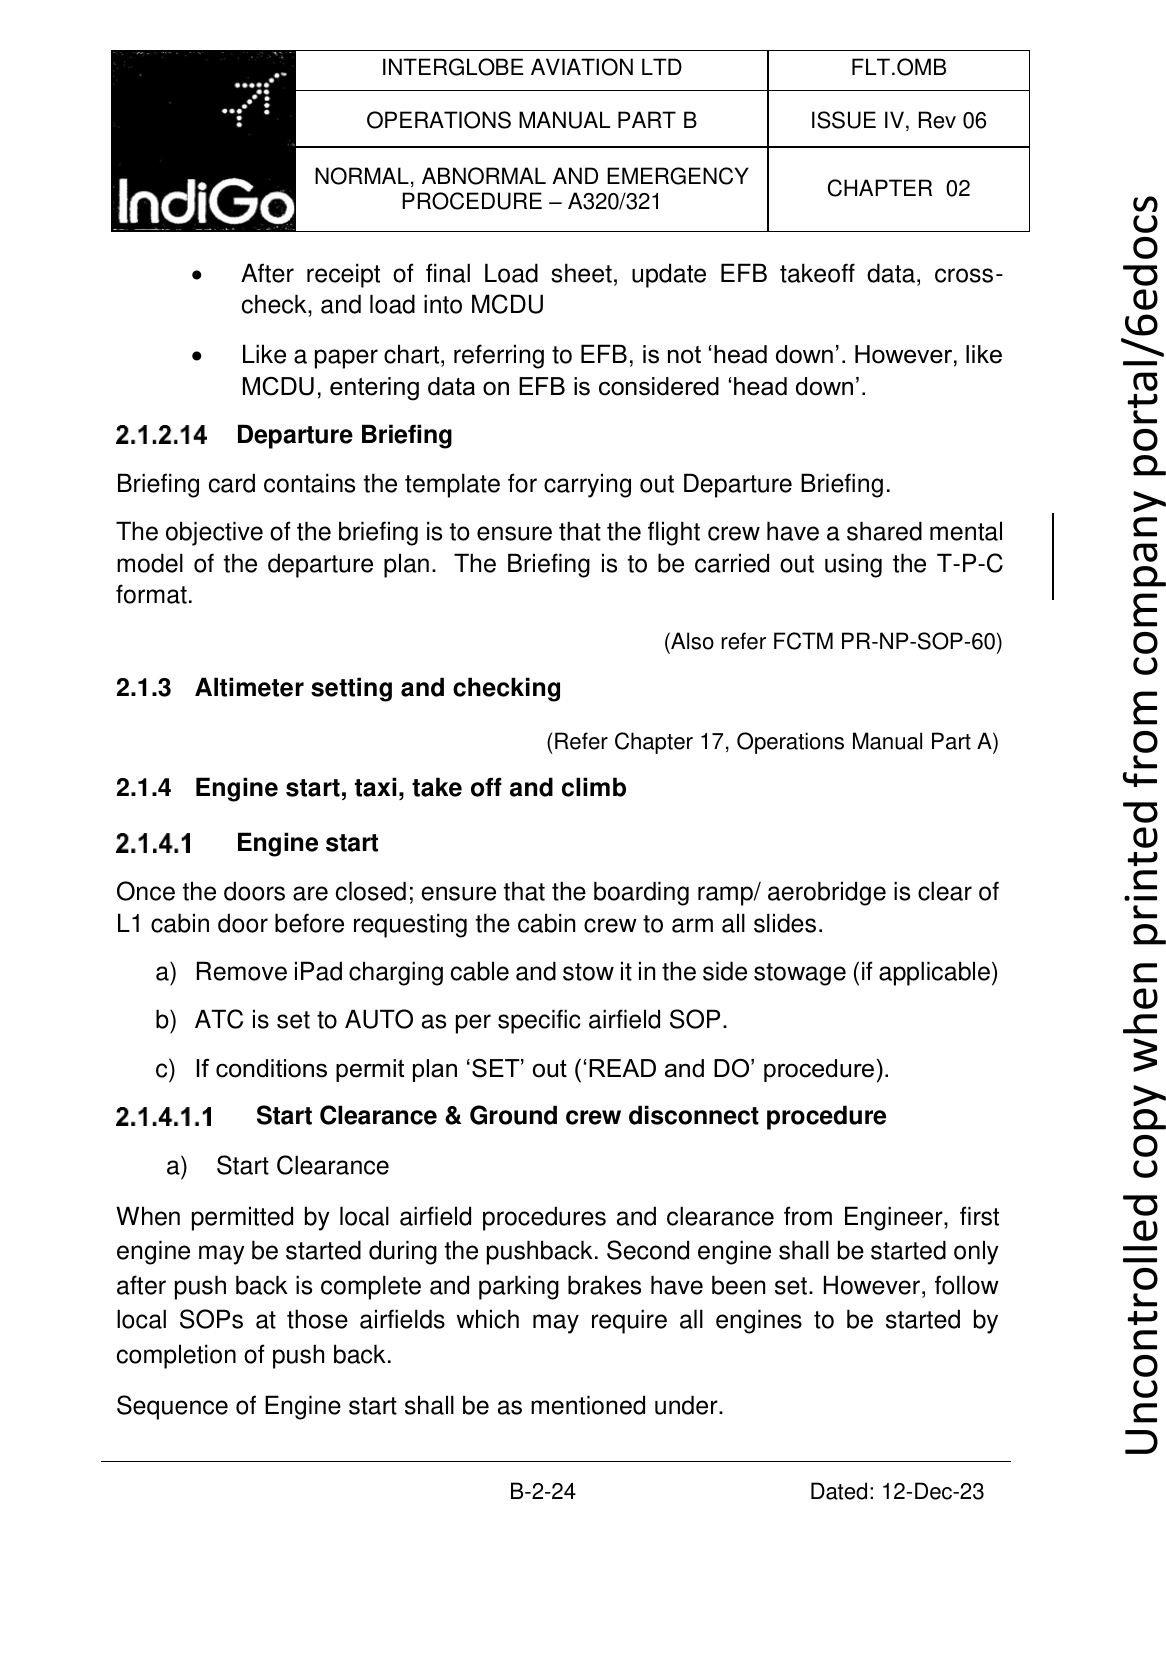 IndiGo
INTERGLOBE AVIATION LTD
FLT.OMB
OPERATIONS MANUAL PART B
ISSUE IV, Rev 06
NORMAL, ABNORMAL AND EMERGENCY
PROCEDURE – A320/321
CHAPTER 02
• After receipt of final Load sheet, update EFB takeoff data, cross-
check, and load into MCDU
• Like a paper chart, referring to EFB, is not ‘head down’. However, like
MCDU, entering data on EFB is considered ‘head down’.
2.1.2.14 Departure Briefing
Briefing card contains the template for carrying out Departure Briefing.
The objective of the briefing is to ensure that the flight crew have a shared mental
model of the departure plan. The Briefing is to be carried out using the T-P-C
format.
(Also refer FCTM PR-NP-SOP-60)
2.1.3 Altimeter setting and checking
(Refer Chapter 17, Operations Manual Part A)
2.1.4 Engine start, taxi, take off and climb
2.1.4.1 Engine start
Once the doors are closed; ensure that the boarding ramp/ aerobridge is clear of
L1 cabin door before requesting the cabin crew to arm all slides.
a) Remove iPad charging cable and stow it in the side stowage (if applicable)
b) ATC is set to AUTO as per specific airfield SOP.
c) If conditions permit plan ‘SET’ out (‘READ and DO’ procedure).
2.1.4.1.1 Start Clearance & Ground crew disconnect procedure
a) Start Clearance
When permitted by local airfield procedures and clearance from Engineer, first
engine may be started during the pushback. Second engine shall be started only
after push back is complete and parking brakes have been set. However, follow
local SOPs at those airfields which may require all engines to be started by
completion of push back.
Sequence of Engine start shall be as mentioned under.
B-2-24
Dated: 12-Dec-23
Uncontrolled copy when printed from company portal/6edocs